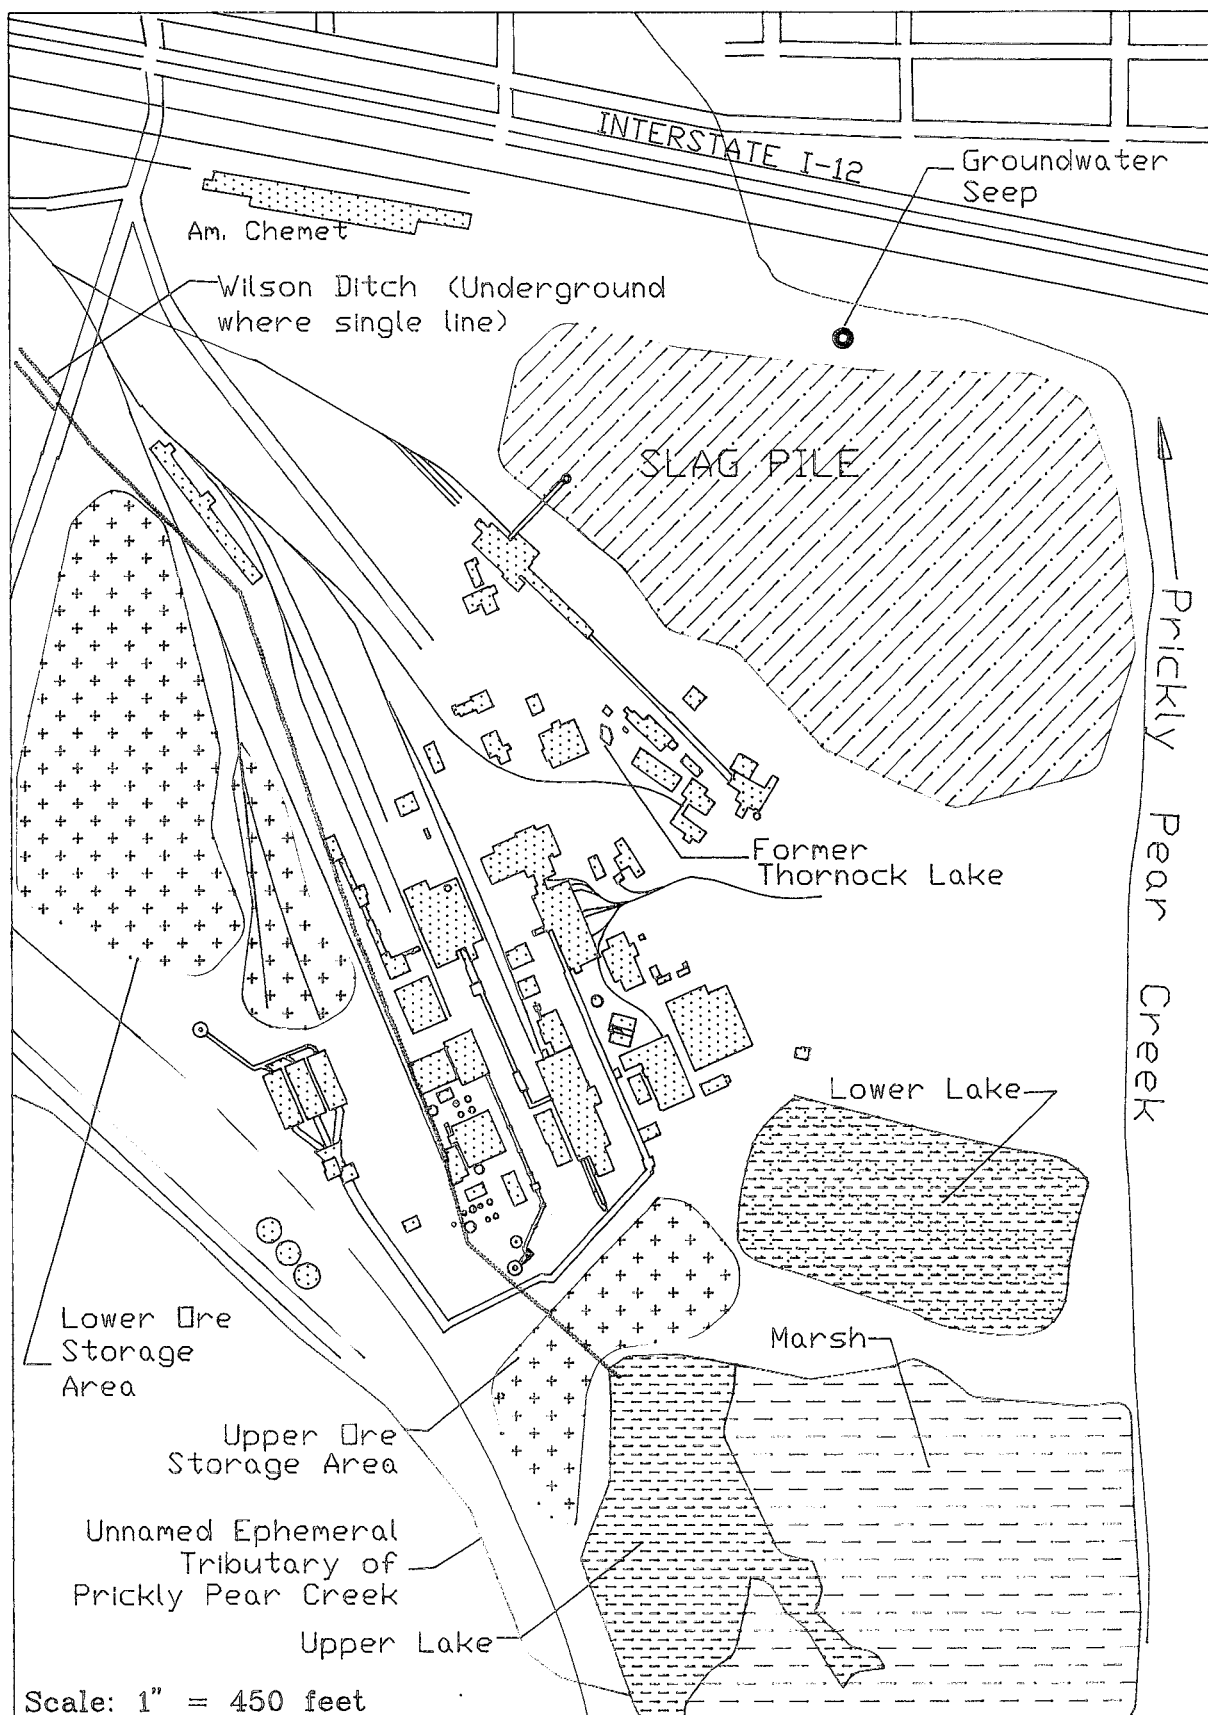 INTERSTATE I-12
Groundwater
Seep
Am. Chemet
Wilson Ditch (Underground
where single line)
SLAG PILE
Prickly Pear Creek
Former
Thornock Lake
Lower Lake
Lower Ore
Storage
Area
Marsh
Upper Ore
Storage Area
Unnamed Ephemeral
Tributary of
Prickly Pear Creek
Upper Lake
Scale: 1" = 450 feet